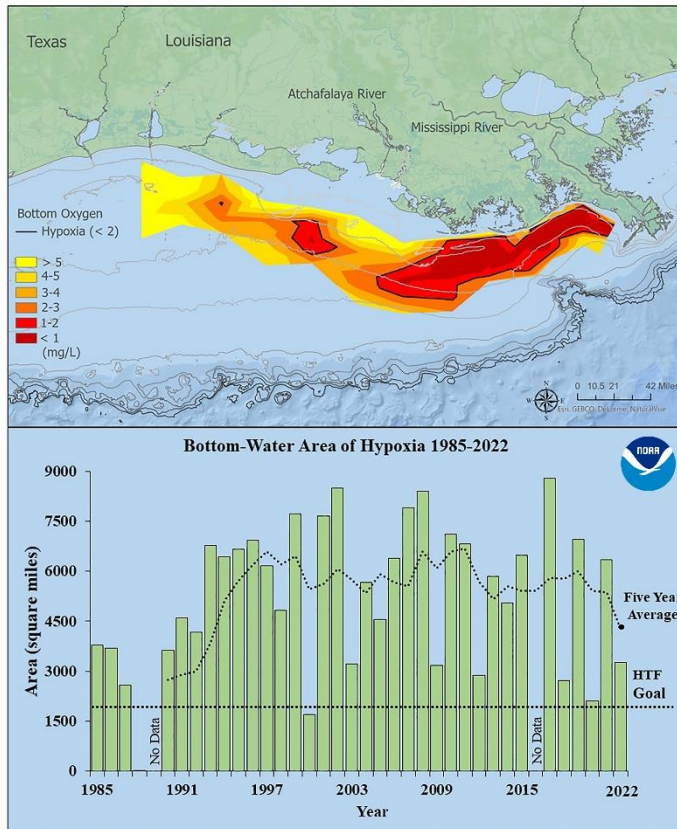 Texas
Louisiana
Atchafalaya River
Mississippi River
Bottom Oxygen
Hypoxia (< 2)
> 5
4-5
3-4
2-3
1-2
< 1
(mg/L)
N
W E
S
0 10.5 21 42 Miles
Esri, GEBCO, DeLorme, NaturalVue
Bottom-Water Area of Hypoxia 1985-2022
NOAA
9000
7500
6000
4500
3000
1500
0
Area (square miles)
No Data
No Data
Five Year
Average
HTF
Goal
1985
1991
1997
2003
2009
2015
2022
Year